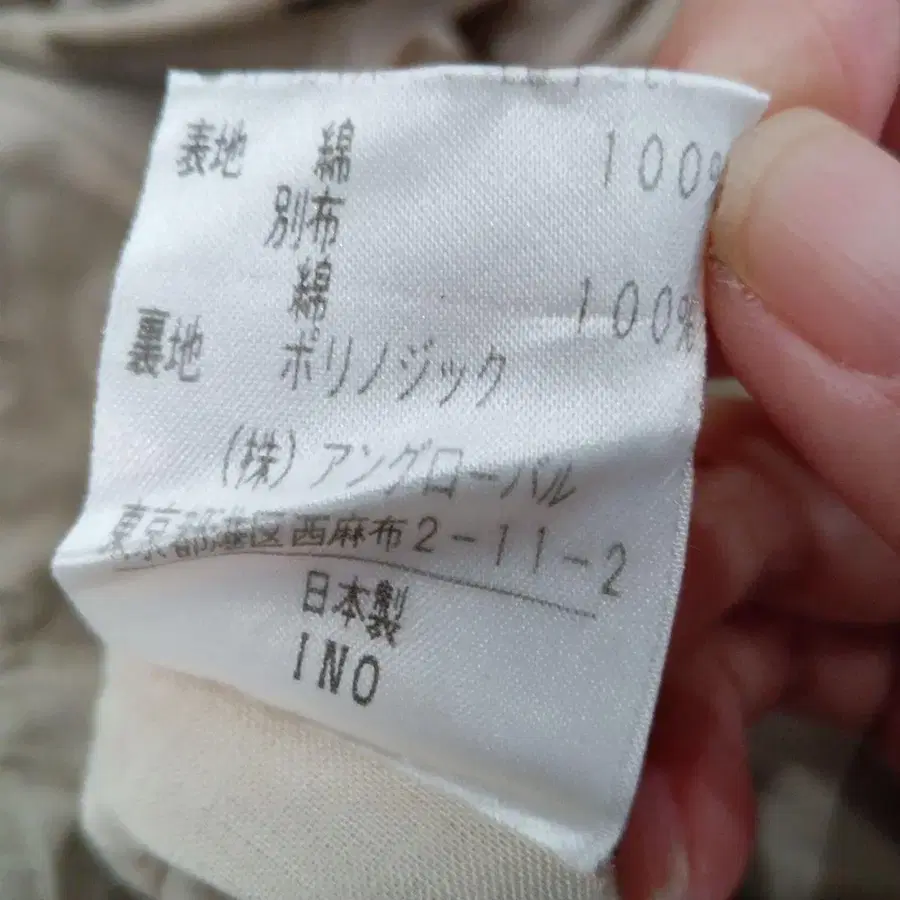 表地 綿 100%
別布
綿 100%
裏地 ポリノジック
(株) アングローバル
東京都港区西麻布2-11-2
日本製
INO